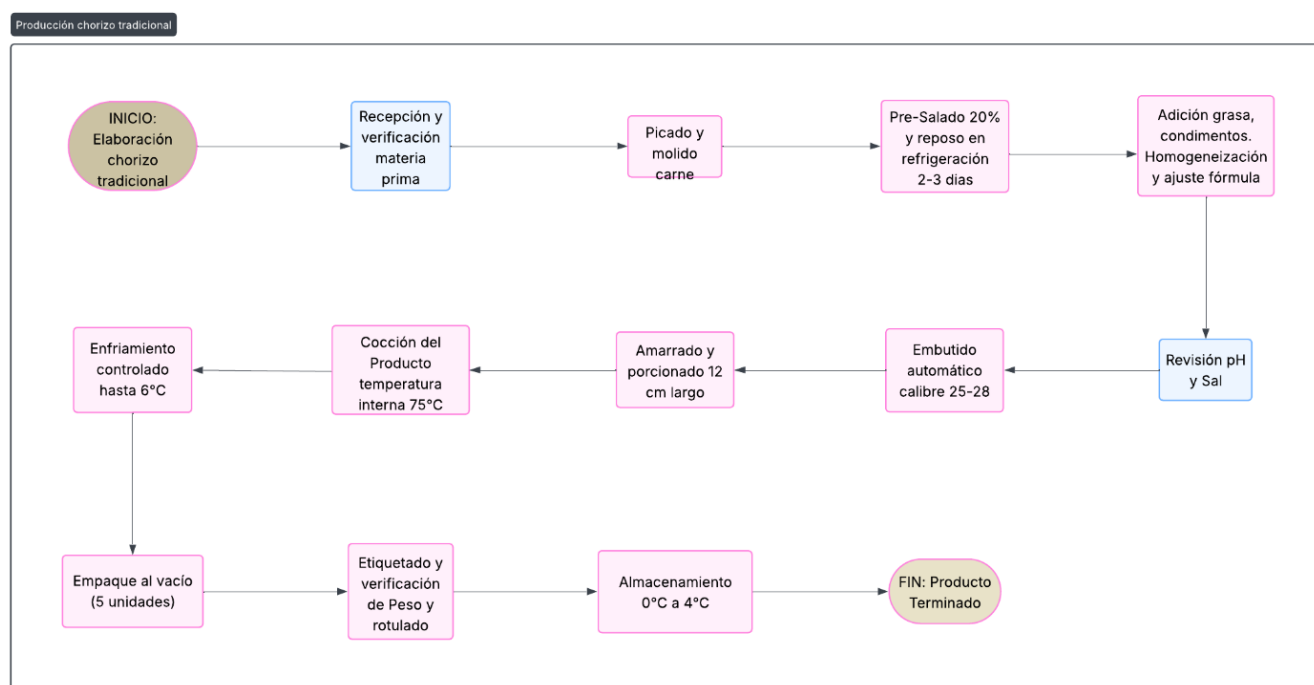 Producción chorizo tradicional
INICIO:
Elaboración
chorizo
tradicional
Recepción y
verificación
materia
prima
Picado y
molido
carne
Pre-Salado 20%
y reposo en
refrigeración
2-3 dias
Adición grasa,
condimentos.
Homogeneización
y ajuste fórmula
Revisión pH
y Sal
Embutido
automático
calibre 25-28
Amarrado y
porcionado 12
cm largo
Cocción del
Producto
temperatura
interna 75°C
Enfriamiento
controlado
hasta 6°C
Empaque al vacío
(5 unidades)
Etiquetado y
verificación
de Peso y
rotulado
Almacenamiento
0°C a 4°C
FIN: Producto
Terminado